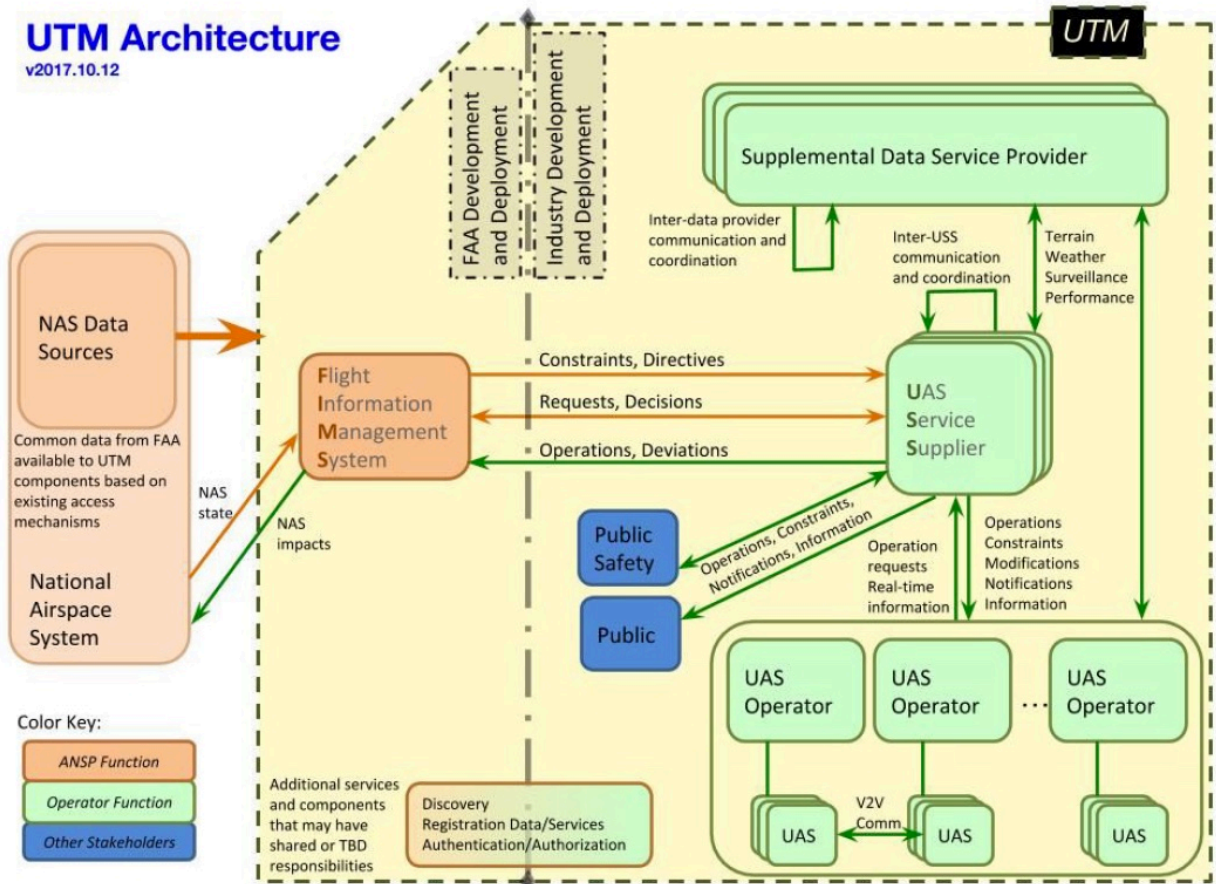 UTM Architecture
v2017.10.12
UTM
FAA Development
and Deployment
Industry Development
and Deployment
Supplemental Data Service Provider
Inter-data provider
communication and
coordination
Inter-USS
communication
and coordination
Terrain
Weather
Surveillance
Performance
NAS Data
Sources
Common data from FAA
available to UTM
components based on
existing access
mechanisms
National
Airspace
System
NAS
state
NAS
impacts
Flight
Information
Management
System
Constraints, Directives
Requests, Decisions
Operations, Deviations
UAS
Service
Supplier
Operations, Constraints,
Notifications, Information
Public
Safety
Public
Operation
requests
Real-time
information
Operations
Constraints
Modifications
Notifications
Information
UAS
Operator
UAS
Operator
...
UAS
Operator
UAS
V2V
Comm.
UAS
UAS
Color Key:
ANSP Function
Operator Function
Other Stakeholders
Additional services
and components
that may have
shared or TBD
responsibilities
Discovery
Registration Data/Services
Authentication/Authorization